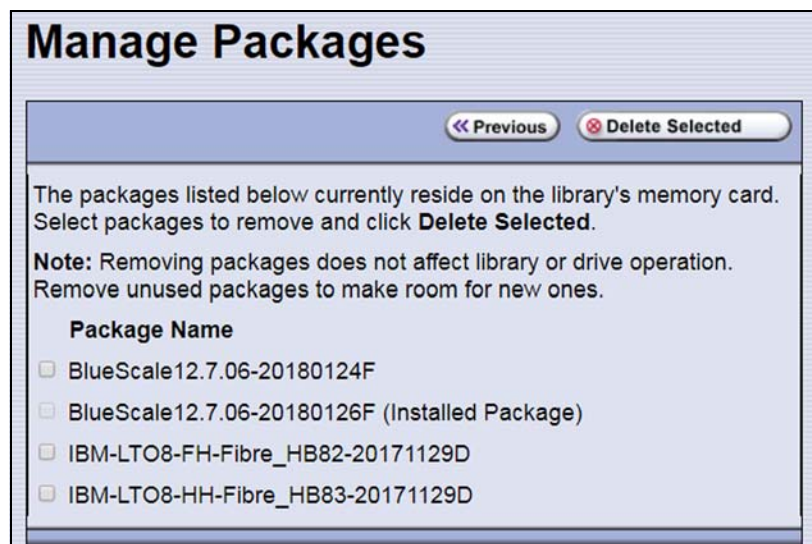 Manage Packages
Previous
Delete Selected
The packages listed below currently reside on the library's memory card.
Select packages to remove and click Delete Selected.
Note: Removing packages does not affect library or drive operation.
Remove unused packages to make room for new ones.
Package Name
BlueScale12.7.06-20180124F
BlueScale12.7.06-20180126F (Installed Package)
IBM-LTO8-FH-Fibre_HB82-20171129D
IBM-LTO8-HH-Fibre_HB83-20171129D